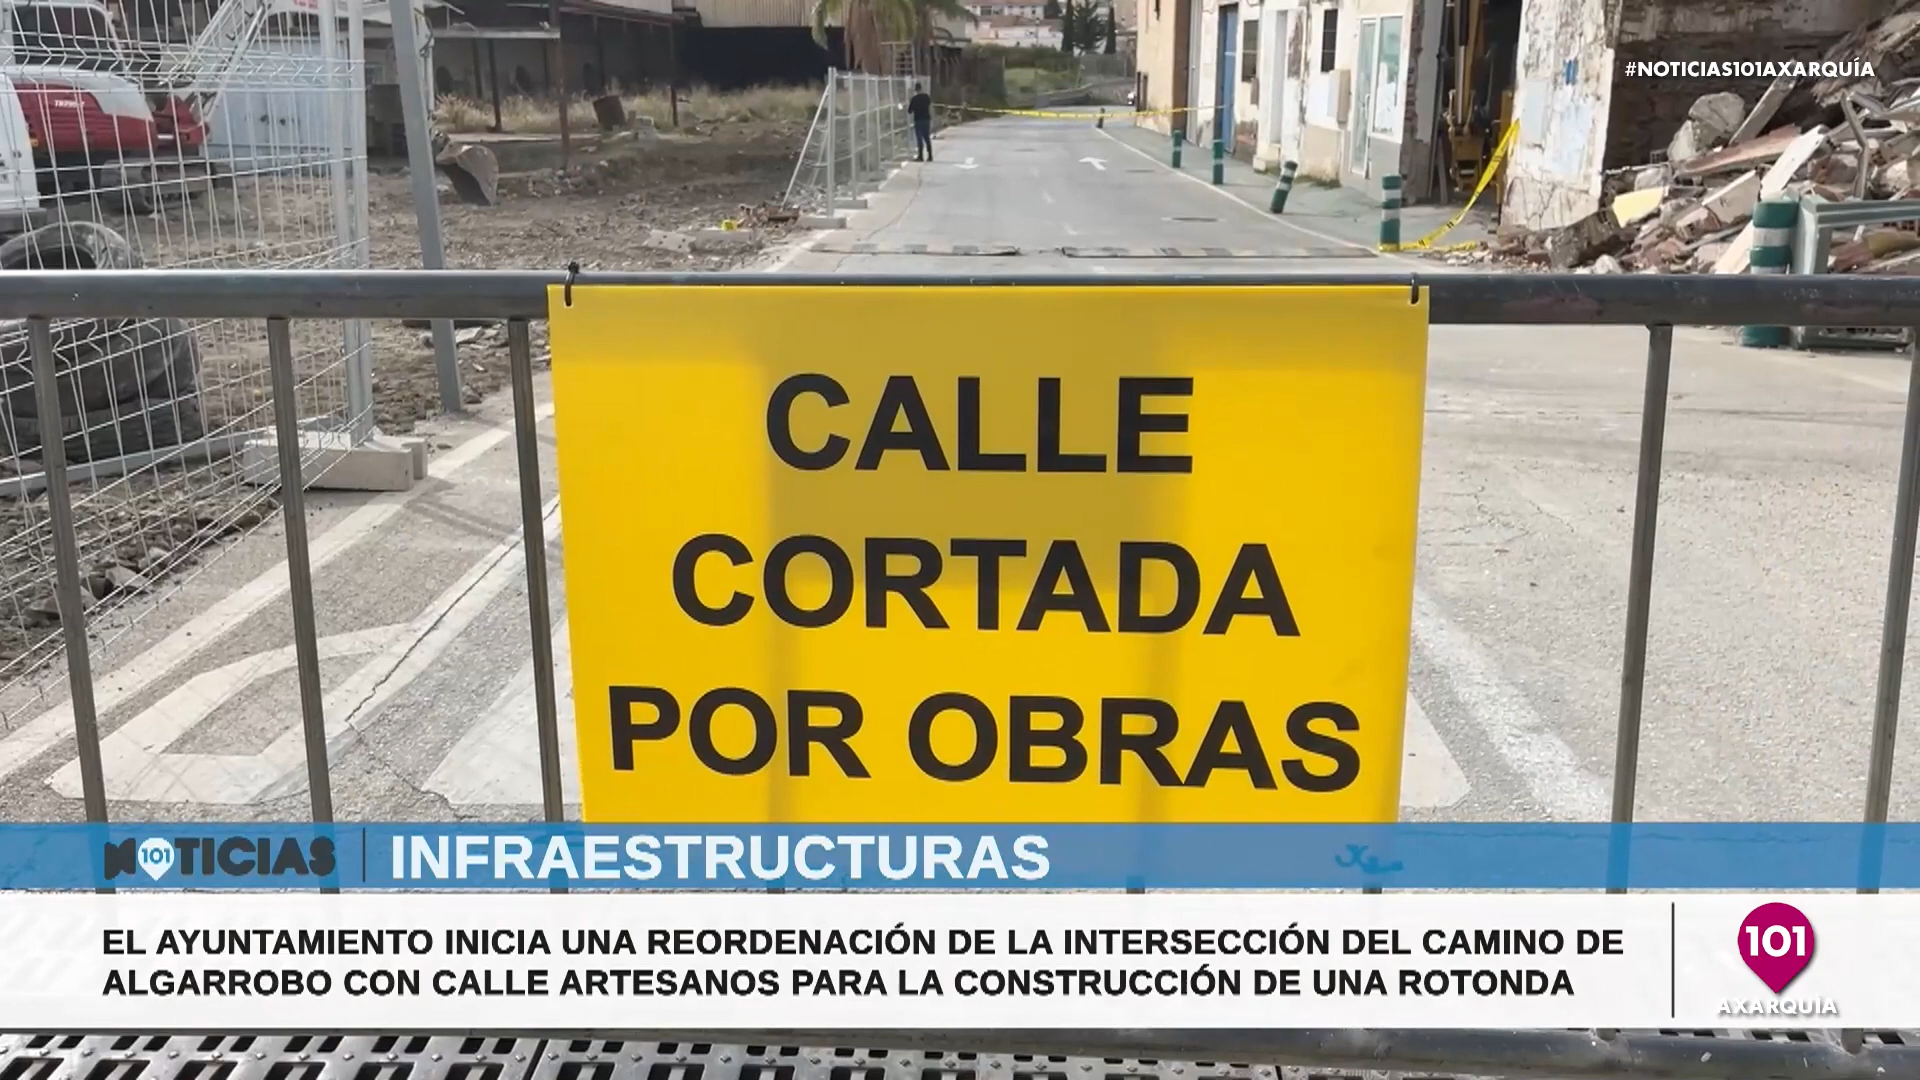 #NOTICIAS101AXARQUÍA
CALLE
CORTADA
POR OBRAS
NOTICIAS 101 INFRAESTRUCTURAS
EL AYUNTAMIENTO INICIA UNA REORDENACIÓN DE LA INTERSECCIÓN DEL CAMINO DE
ALGARROBO CON CALLE ARTESANOS PARA LA CONSTRUCCIÓN DE UNA ROTONDA
101
AXARQUÍA